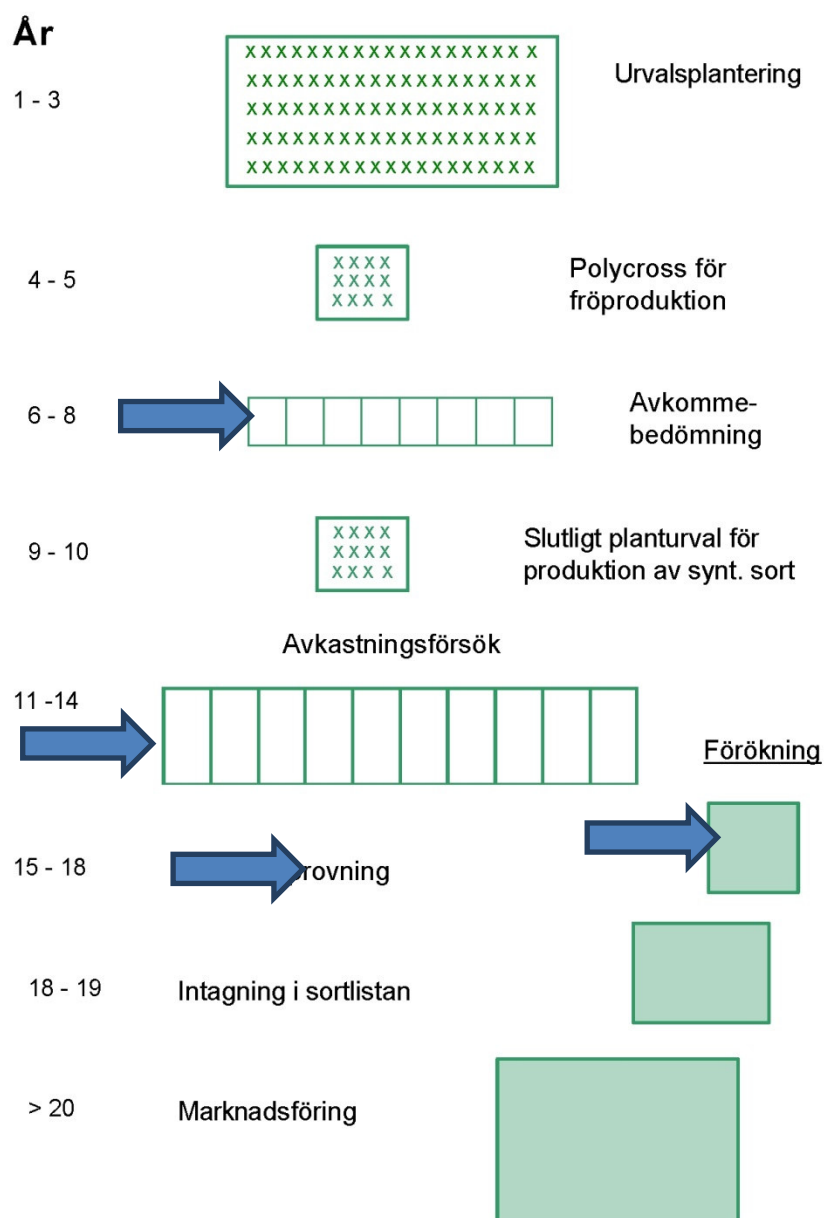 År
X X X X X X X X X X X X X X X X X X X
X X X X X X X X X X X X X X X X X X X
X X X X X X X X X X X X X X X X X X X
X X X X X X X X X X X X X X X X X X X
X X X X X X X X X X X X X X X X X X X
1 - 3
Urvalsplantering
4 - 5
X X X X
X X X X
X X X X
Polycross för
fröproduktion
6 - 8
Avkomme-
bedömning
9 - 10
X X X X
X X X X
X X X X
Slutligt planturval för
produktion av synt. sort
Avkastningsförsök
11 -14
Förökning
15 - 18
18 - 19
Intagning i sortlistan
> 20
Marknadsföring